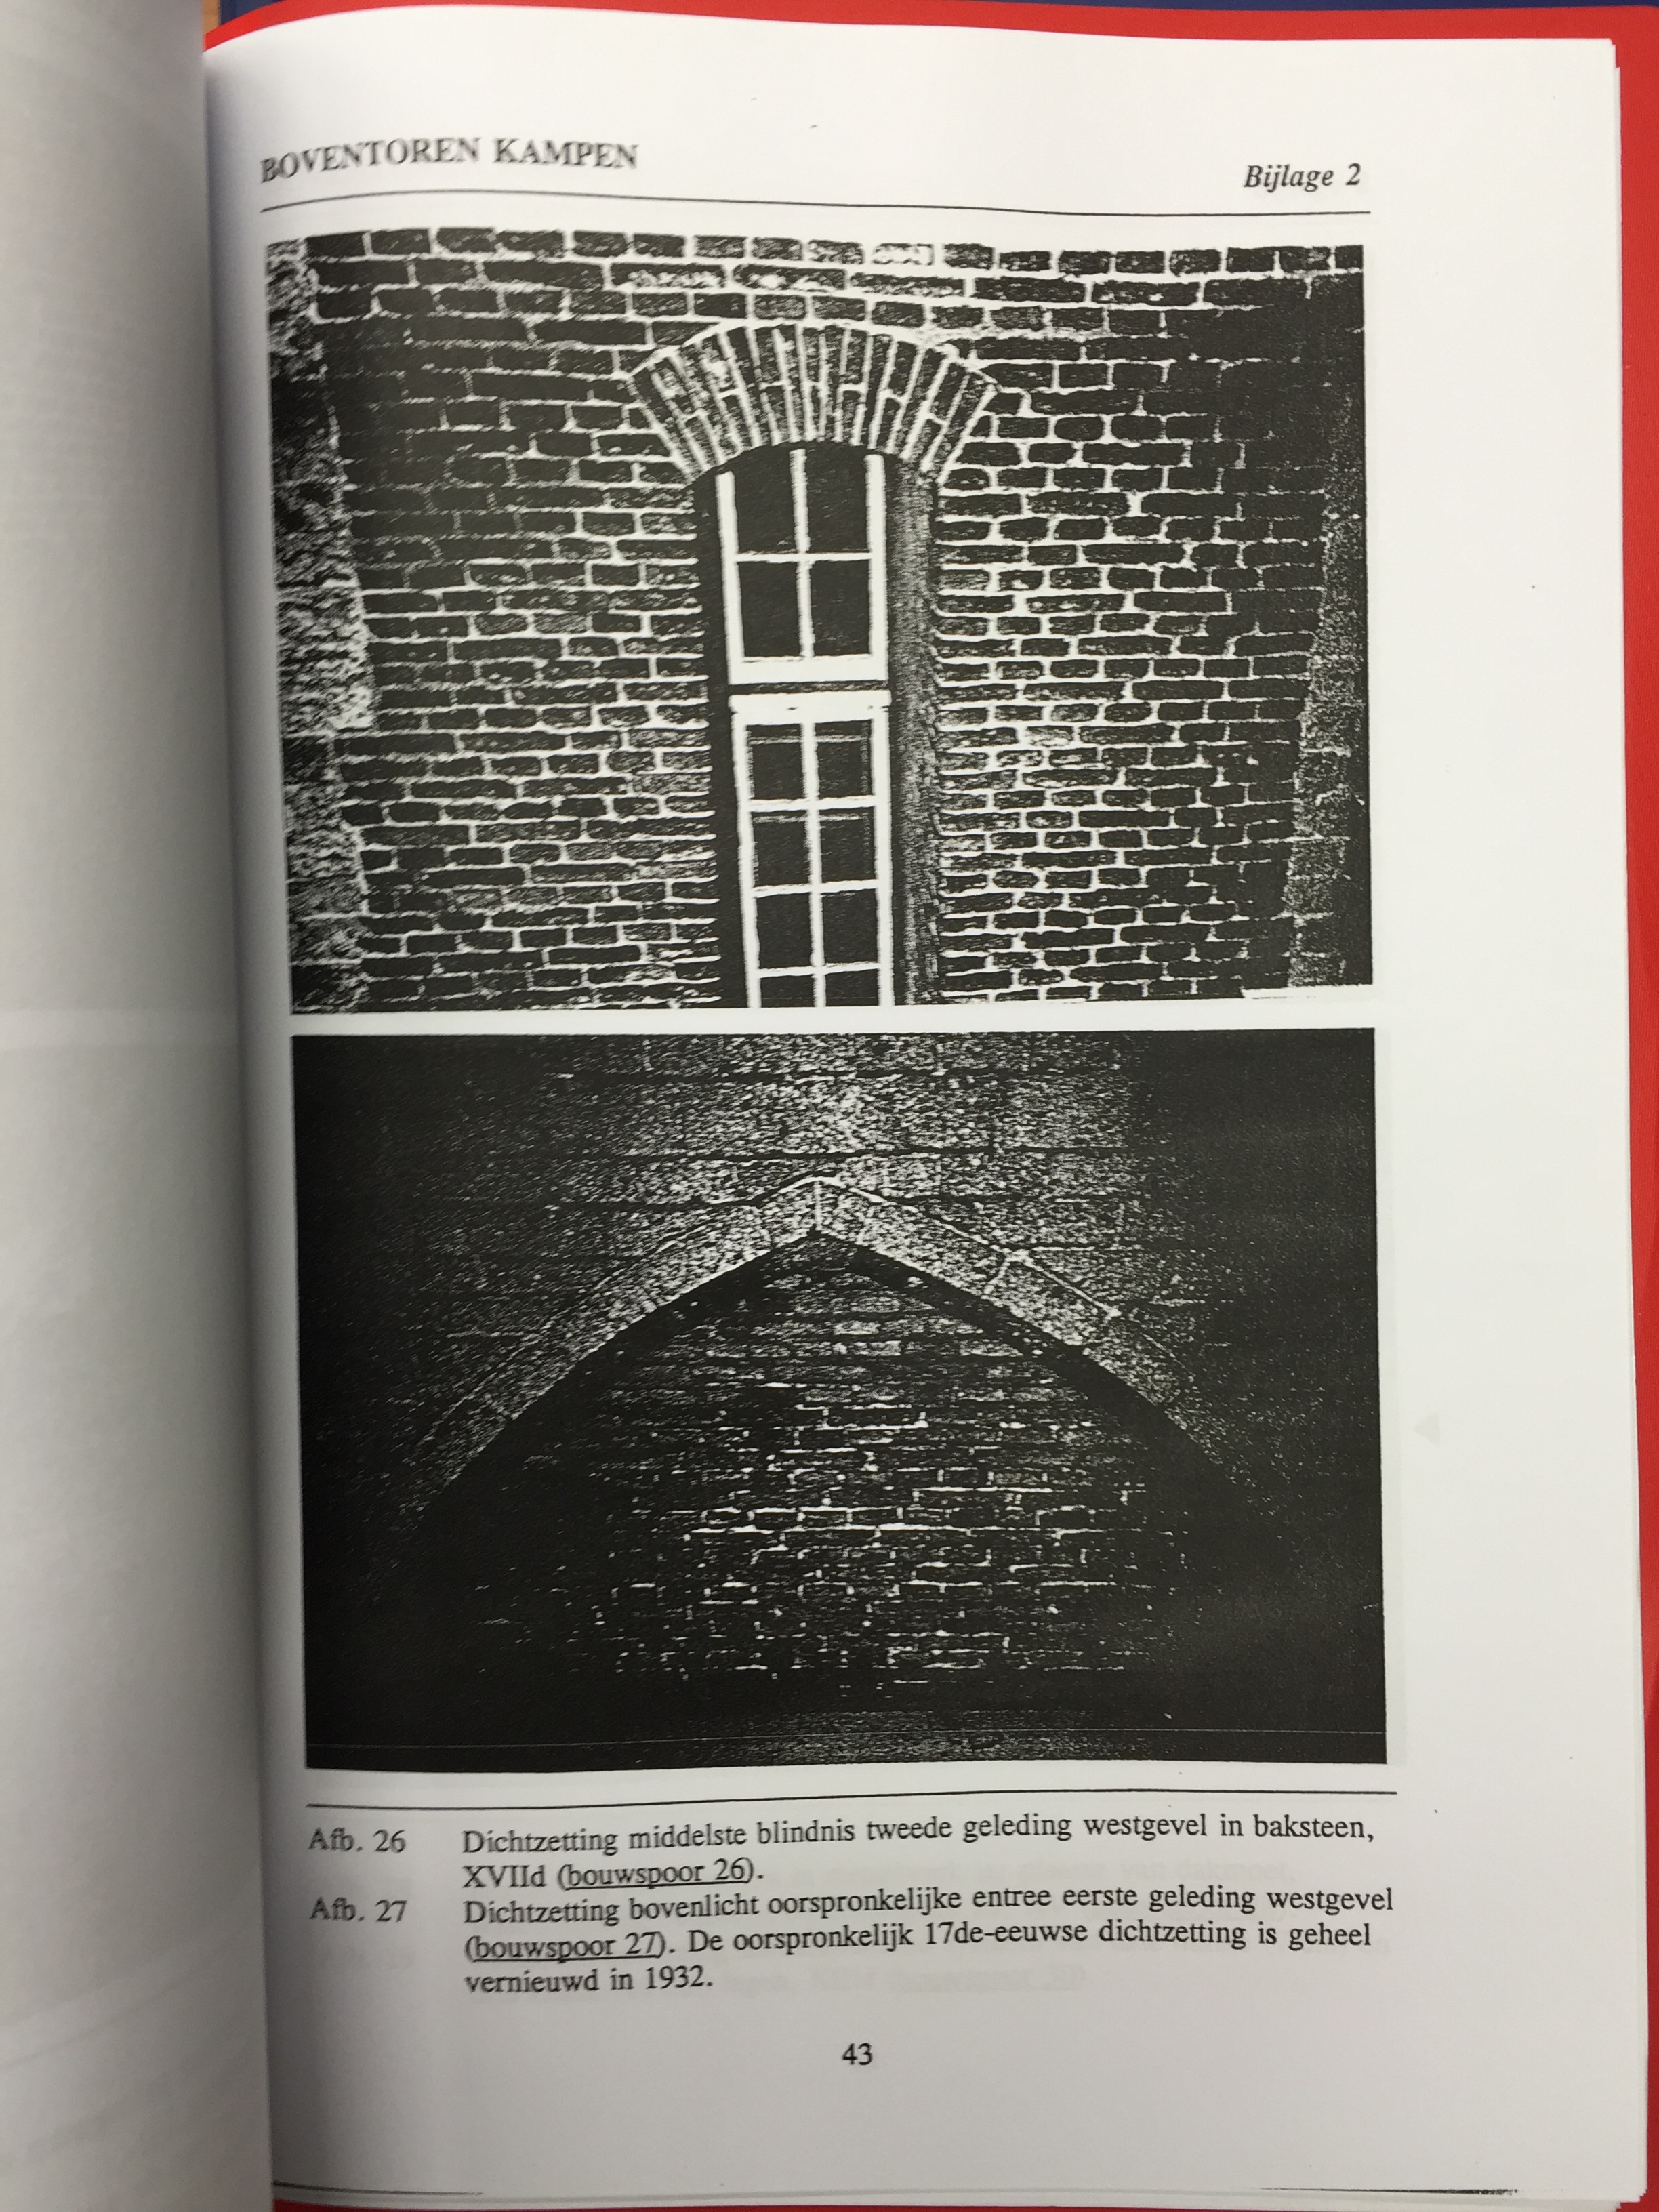 BOVENTOREN KAMPEN
Bijlage 2
Afb. 26 Dichtzetting middelste blindnis tweede geleding westgevel in baksteen,
XVIId (bouwspoor 26).
Afb. 27 Dichtzetting bovenlicht oorspronkelijke entree eerste geleding westgevel
(bouwspoor 27). De oorspronkelijk 17de-eeuwse dichtzetting is geheel
vernieuwd in 1932.
43